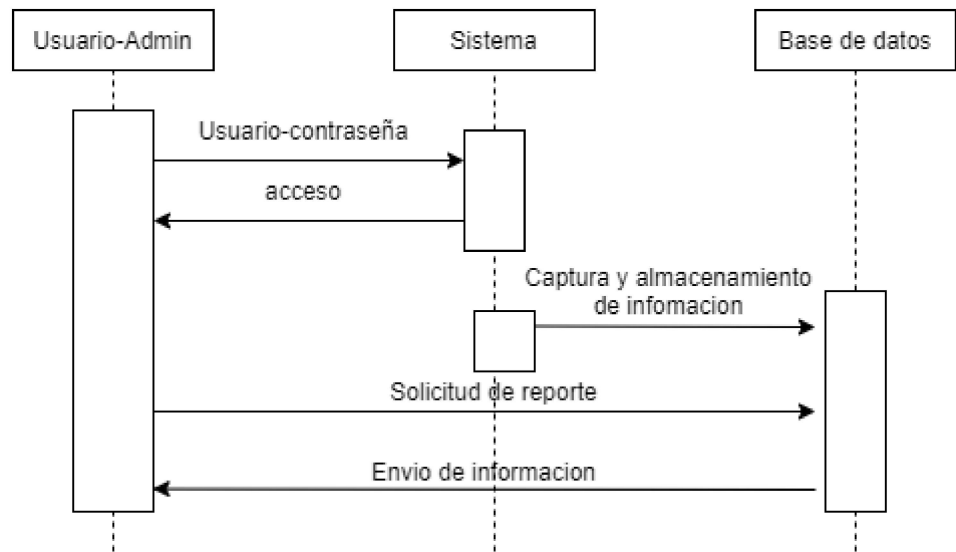 Usuario-Admin
Sistema
Base de datos
Usuario-contraseña
acceso
Captura y almacenamiento
de infomacion
Solicitud de reporte
Envio de informacion